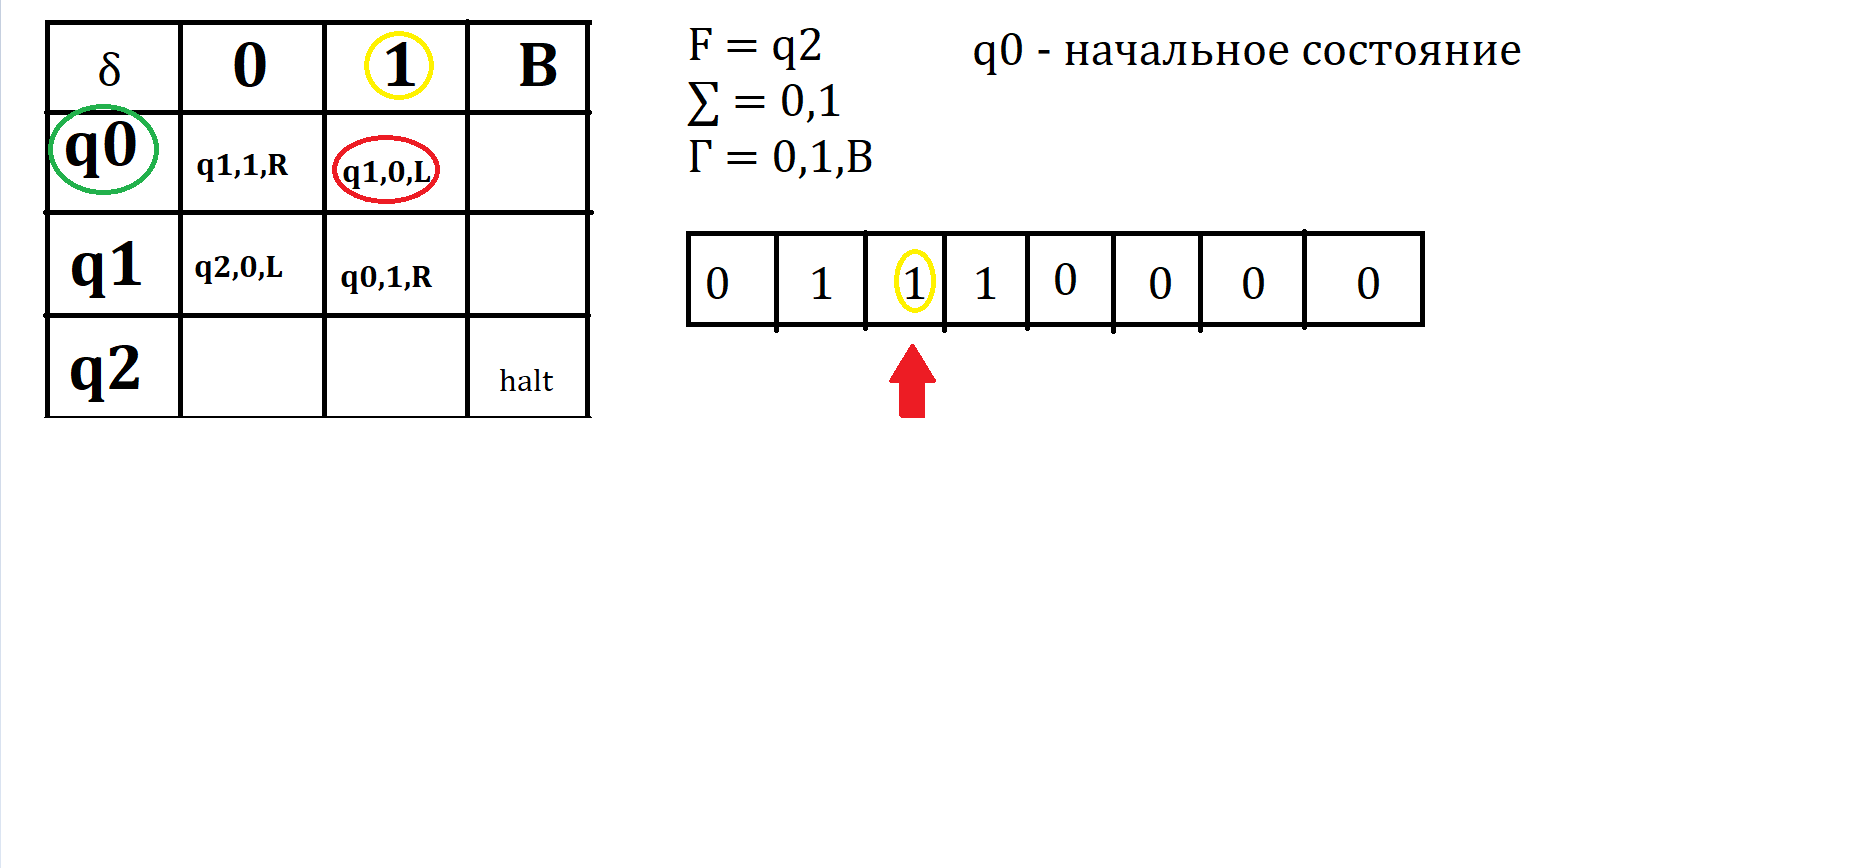 δ 0 1 B
q0 q1,1,R q1,0,L
q1 q2,0,L q0,1,R
q2 halt
F = q2
q0 - начальное состояние
∑ = 0,1
Γ = 0,1,B
0 1 1 1 0 0 0 0